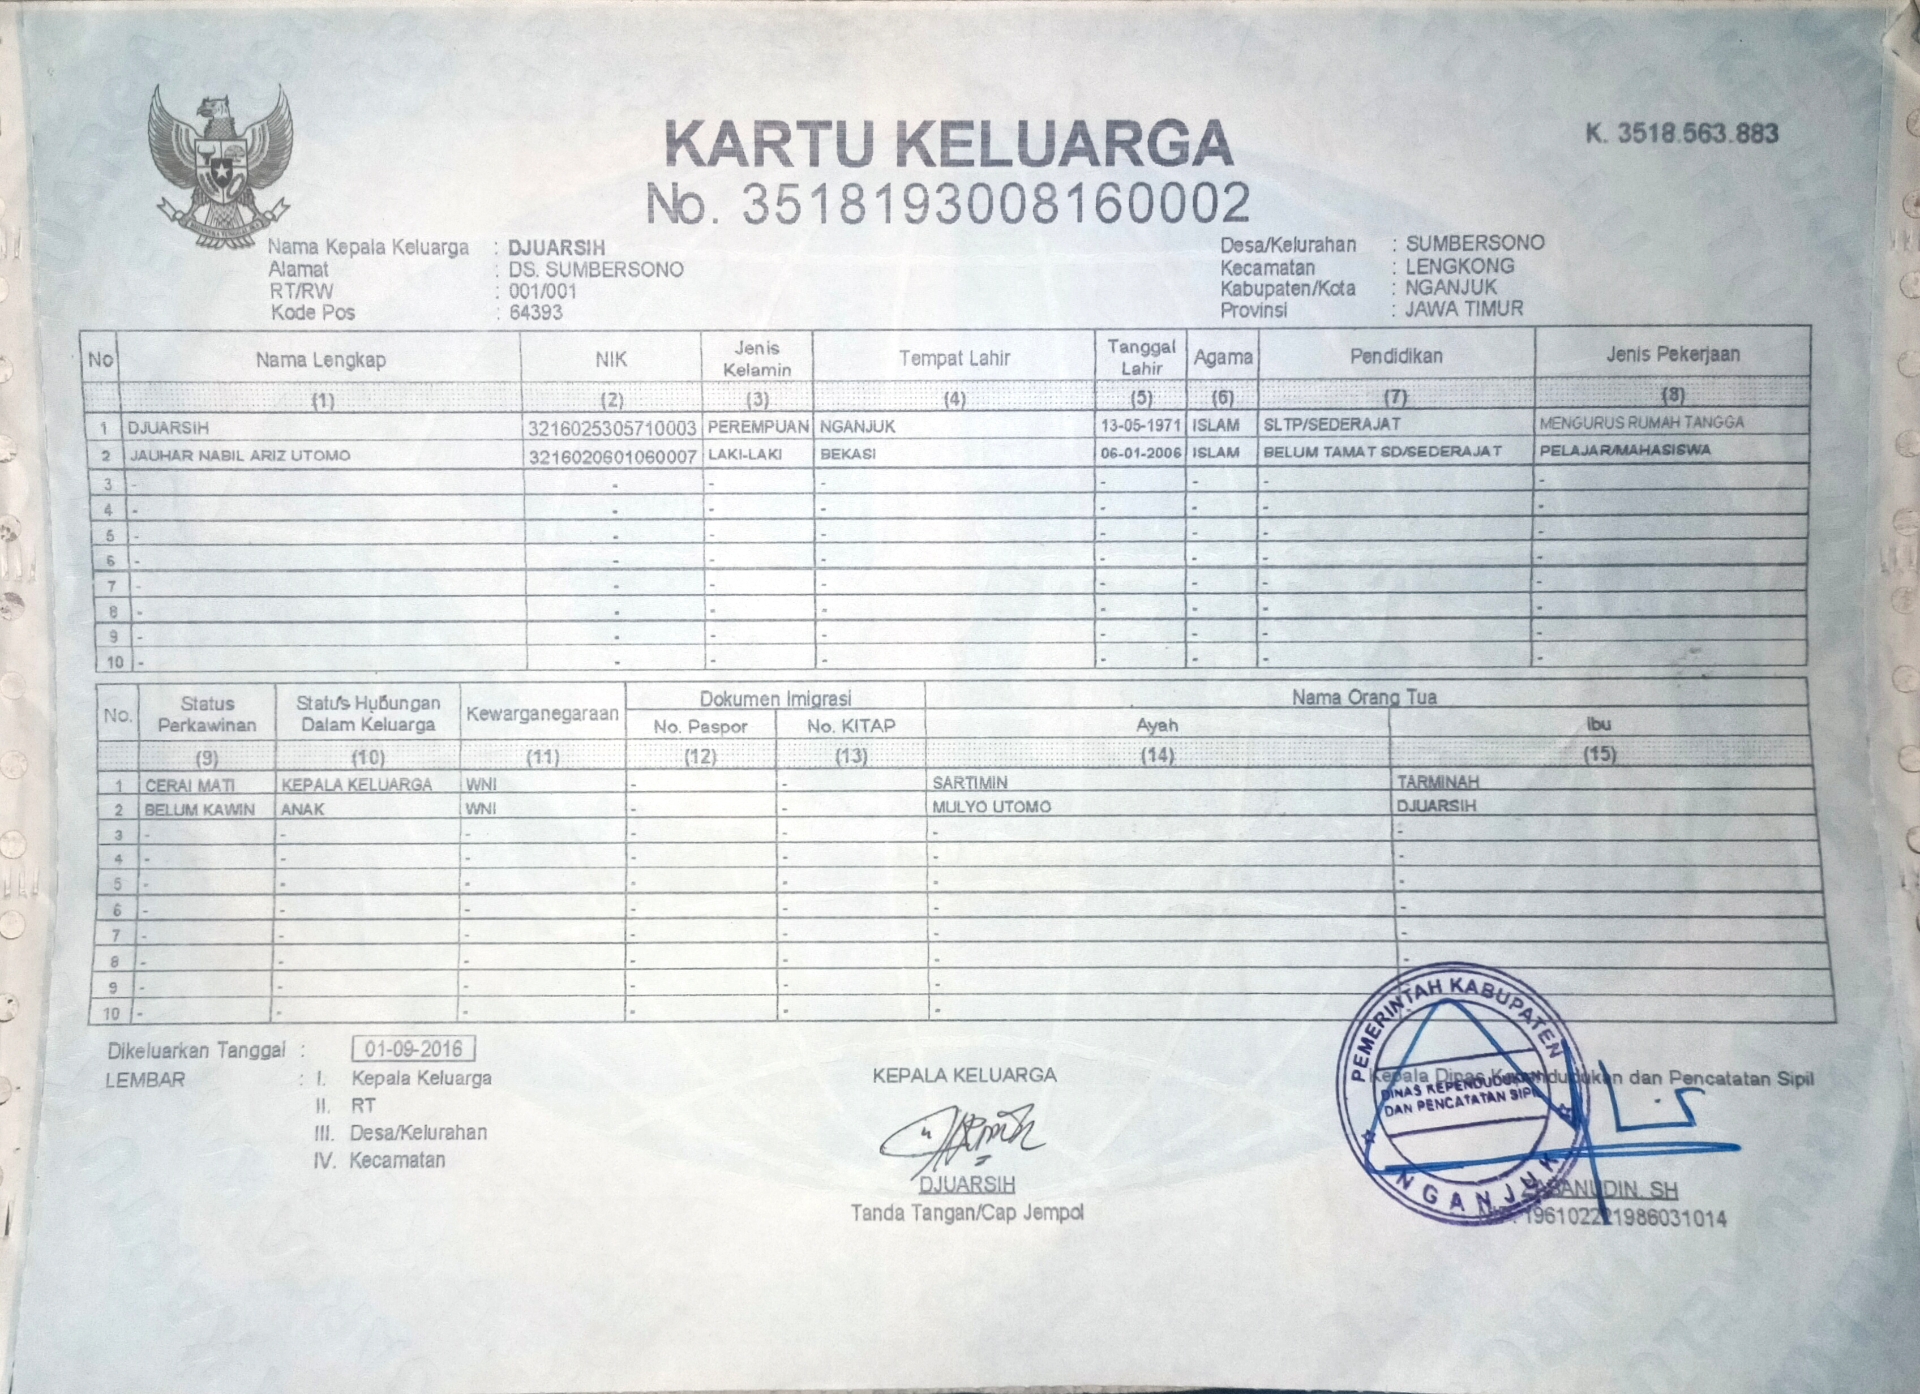 KARTU KELUARGA
No. 3518193008160002
K. 3518.563.883
Nama Kepala Keluarga : DJUARSIH
Alamat : DS. SUMBERSONO
RT/RW : 001/001
Kode Pos : 64393
Desa/Kelurahan : SUMBERSONO
Kecamatan : LENGKONG
Kabupaten/Kota : NGANJUK
Provinsi : JAWA TIMUR
No Nama Lengkap NIK Jenis Kelamin Tempat Lahir Tanggal Lahir Agama Pendidikan Jenis Pekerjaan
(1) (2) (3) (4) (5) (6) (7) (8)
1 DJUARSIH 3216025305710003 PEREMPUAN NGANJUK 13-05-1971 ISLAM SLTP/SEDERAJAT MENGURUS RUMAH TANGGA
2 JAUHAR NABIL ARIZ UTOMO 3216020601060007 LAKI-LAKI BEKASI 06-01-2006 ISLAM BELUM TAMAT SD/SEDERAJAT PELAJAR/MAHASISWA
3 - - - - - - - -
4 - - - - - - - -
5 - - - - - - - -
6 - - - - - - - -
7 - - - - - - - -
8 - - - - - - - -
9 - - - - - - - -
10 - - - - - - - -
No. Status Perkawinan Status Hubungan Dalam Keluarga Kewarganegaraan Dokumen Imigrasi Nama Orang Tua
No. Paspor No. KITAP Ayah Ibu
(9) (10) (11) (12) (13) (14) (15)
1 CERAI MATI KEPALA KELUARGA WNI - - SARTIMIN TARMINAH
2 BELUM KAWIN ANAK WNI - - MULYO UTOMO DJUARSIH
3 - - - - - - -
4 - - - - - - -
5 - - - - - - -
6 - - - - - - -
7 - - - - - - -
8 - - - - - - -
9 - - - - - -
10 - - - - - -
Dikeluarkan Tanggal : 01-09-2016
LEMBAR : I. Kepala Keluarga
II. RT
III. Desa/Kelurahan
IV. Kecamatan
KEPALA KELUARGA
DJUARSIH
Tanda Tangan/Cap Jempol
Kepala Dinas Kependudukan dan Pencatatan Sipil
PEMERINTAH KABUPATEN
DINAS KEPENDUDUKAN
DAN PENCATATAN SIPIL
NGANJUK
SH
NIP. 196102221986031014